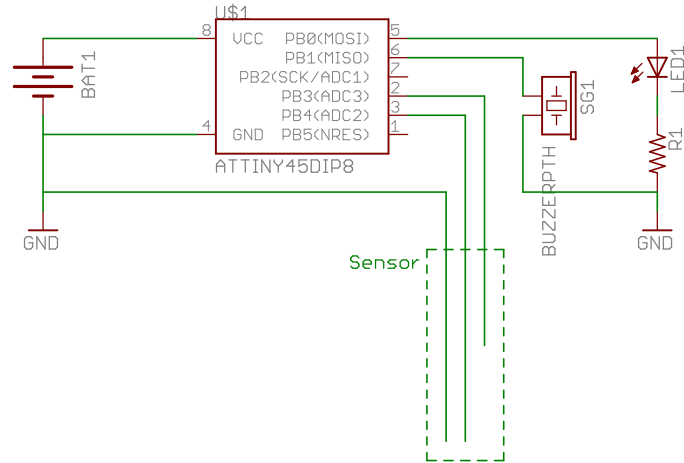 U$1
8
VCC
PB0(MOSI)
5
PB1(MISO)
6
PB2(SCK/ADC1)
7
PB3(ADC3)
2
PB4(ADC2)
3
4
GND
PB5(NRES)
1
ATTINY45DIP8
BAT1
SG1
BUZZERPTH
LED1
R1
GND
GND
Sensor